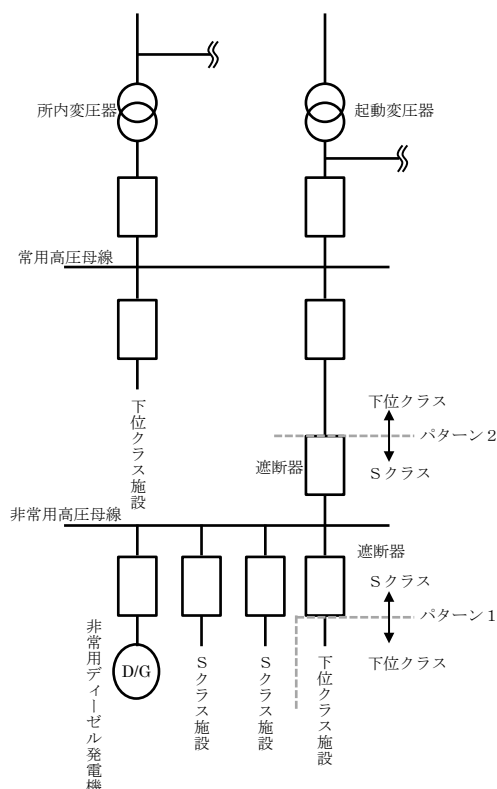 所内変圧器
起動変圧器
常用高圧母線
下位クラス施設
下位クラス
パターン2
Sクラス
遮断器
非常用高圧母線
遮断器
Sクラス
パターン1
下位クラス
非常用ディーゼル発電機
D/G
Sクラス施設
Sクラス施設
下位クラス施設